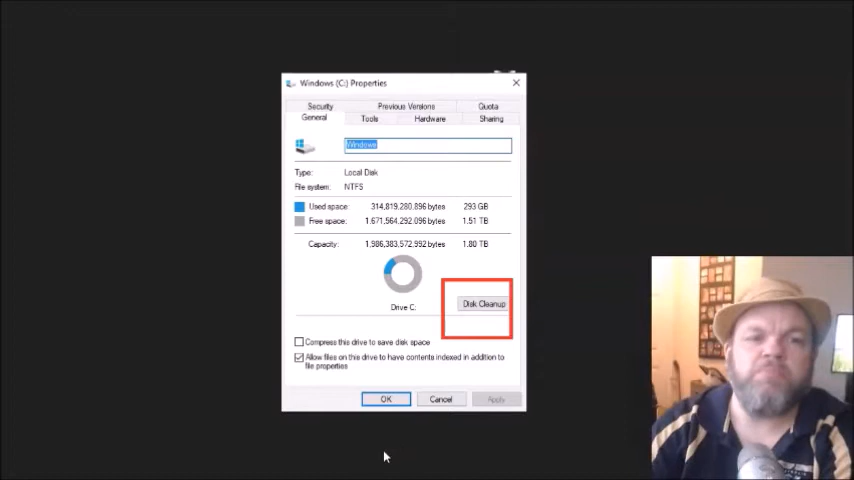 Windows (C:) Properties
Security Previous Versions Quota
General Tools Hardware Sharing
Windows
Type: Local Disk
File system: NTFS
Used space: 314,819,280,896 bytes 293 GB
Free space: 1,671,564,292,096 bytes 1.51 TB
Capacity: 1,986,383,572,992 bytes 1.80 TB
Drive C:
Disk Cleanup
Compress this drive to save disk space
Allow files on this drive to have contents indexed in addition to
file properties
OK Cancel Apply